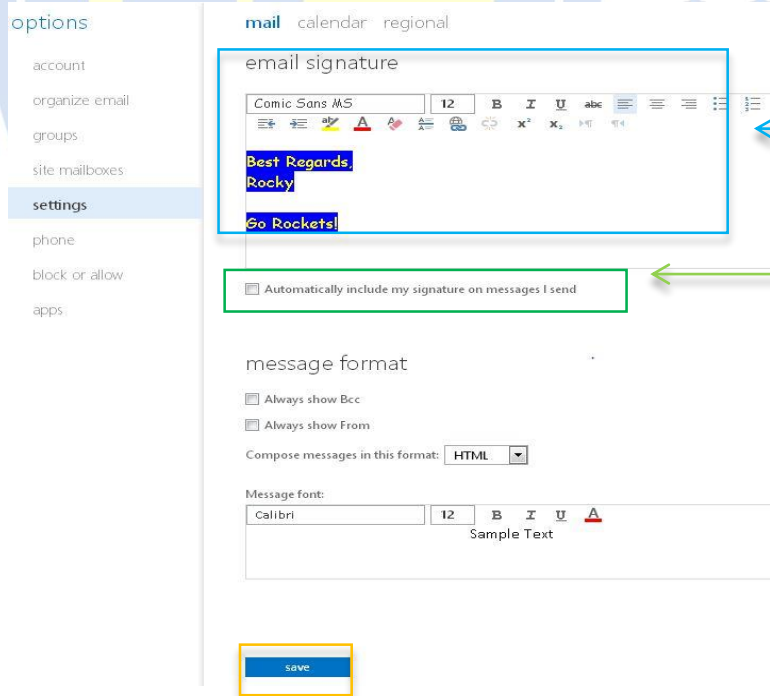 options
account
organize email
groups
site mailboxes
settings
phone
block or allow
apps
mail calendar regional
email signature
Comic Sans MS 12 B I U abc
ab A A x² x₂
Best Regards,
Rocky
Go Rockets!
Automatically include my signature on messages I send
message format
Always show Bcc
Always show From
Compose messages in this format: HTML
Message font:
Calibri 12 B I U A
Sample Text
save